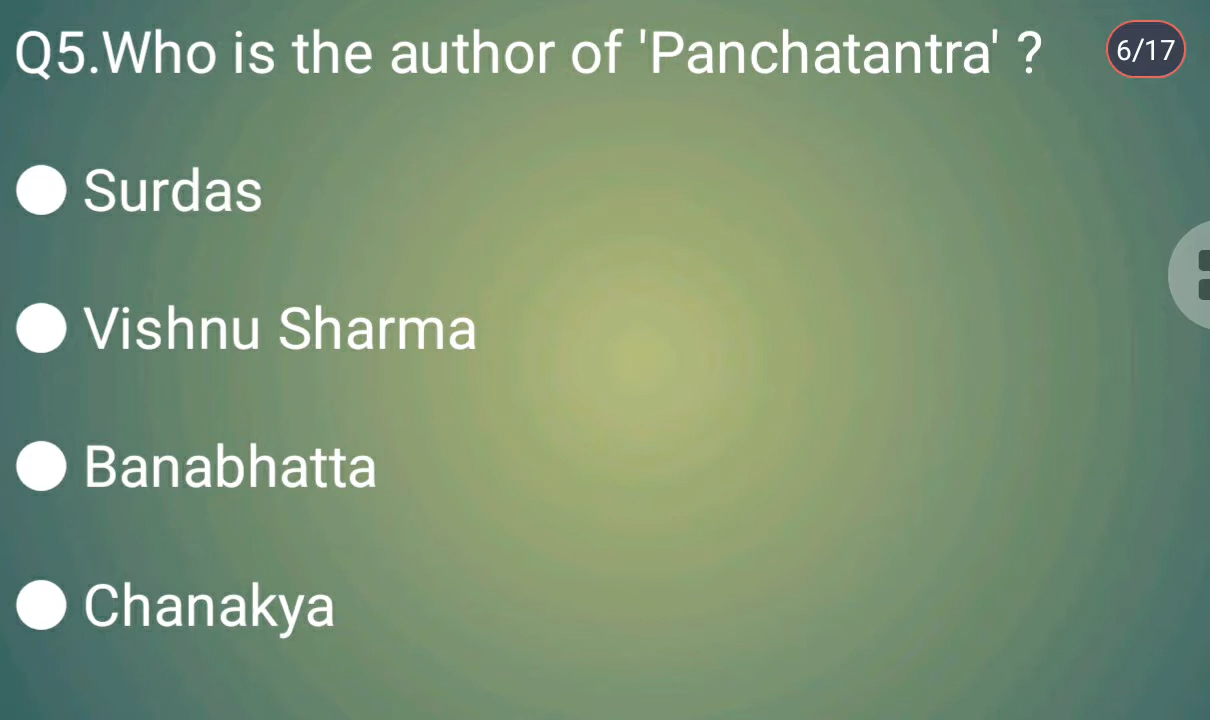 Q5.Who is the author of 'Panchatantra' ?
6/17
Surdas
Vishnu Sharma
Banabhatta
Chanakya